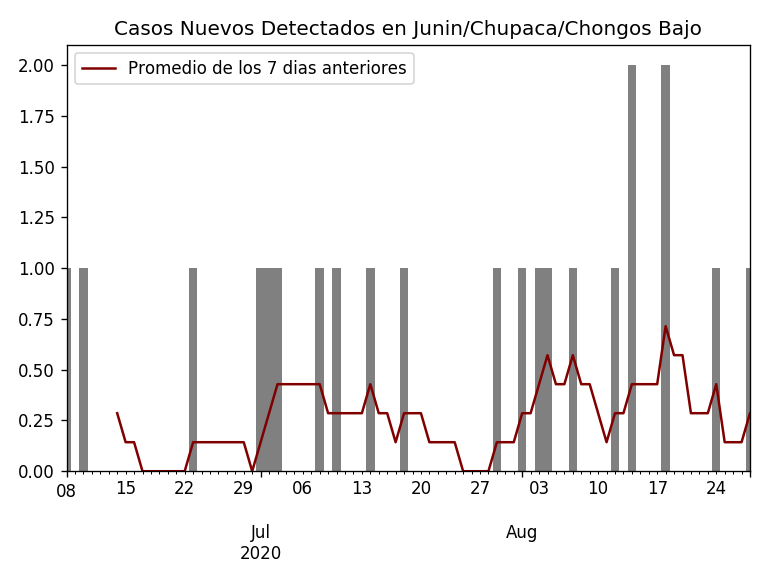 Casos Nuevos Detectados en Junin/Chupaca/Chongos Bajo
Promedio de los 7 dias anteriores
2.00
1.75
1.50
1.25
1.00
0.75
0.50
0.25
0.00
08 15 22 29 06 13 20 27 03 10 17 24
Jul Aug
2020